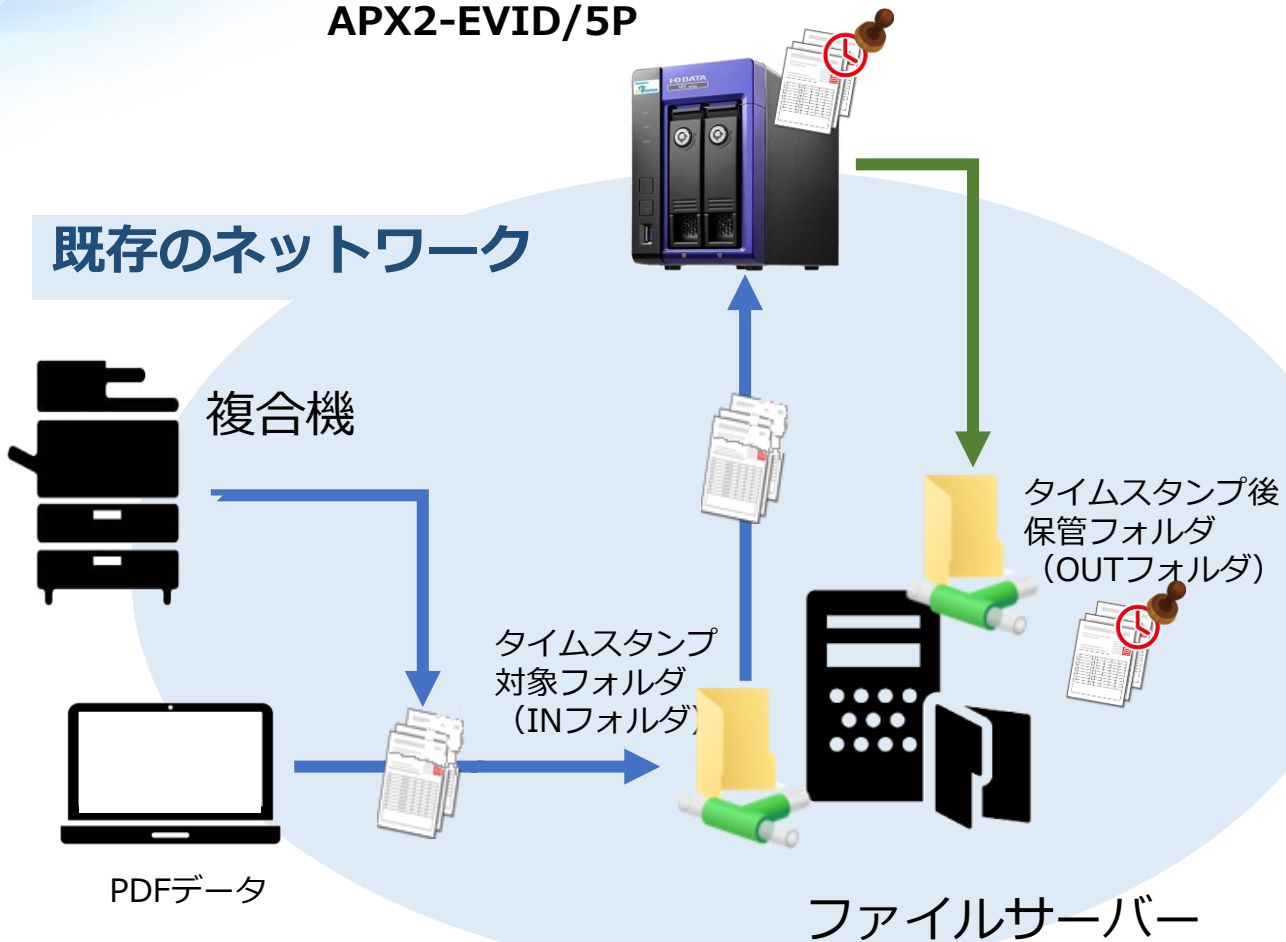 APX2-EVID/5P
I-O DATA
既存のネットワーク
複合機
タイムスタンプ後
保管フォルダ
（OUTフォルダ）
タイムスタンプ
対象フォルダ
（INフォルダ）
PDFデータ
ファイルサーバー